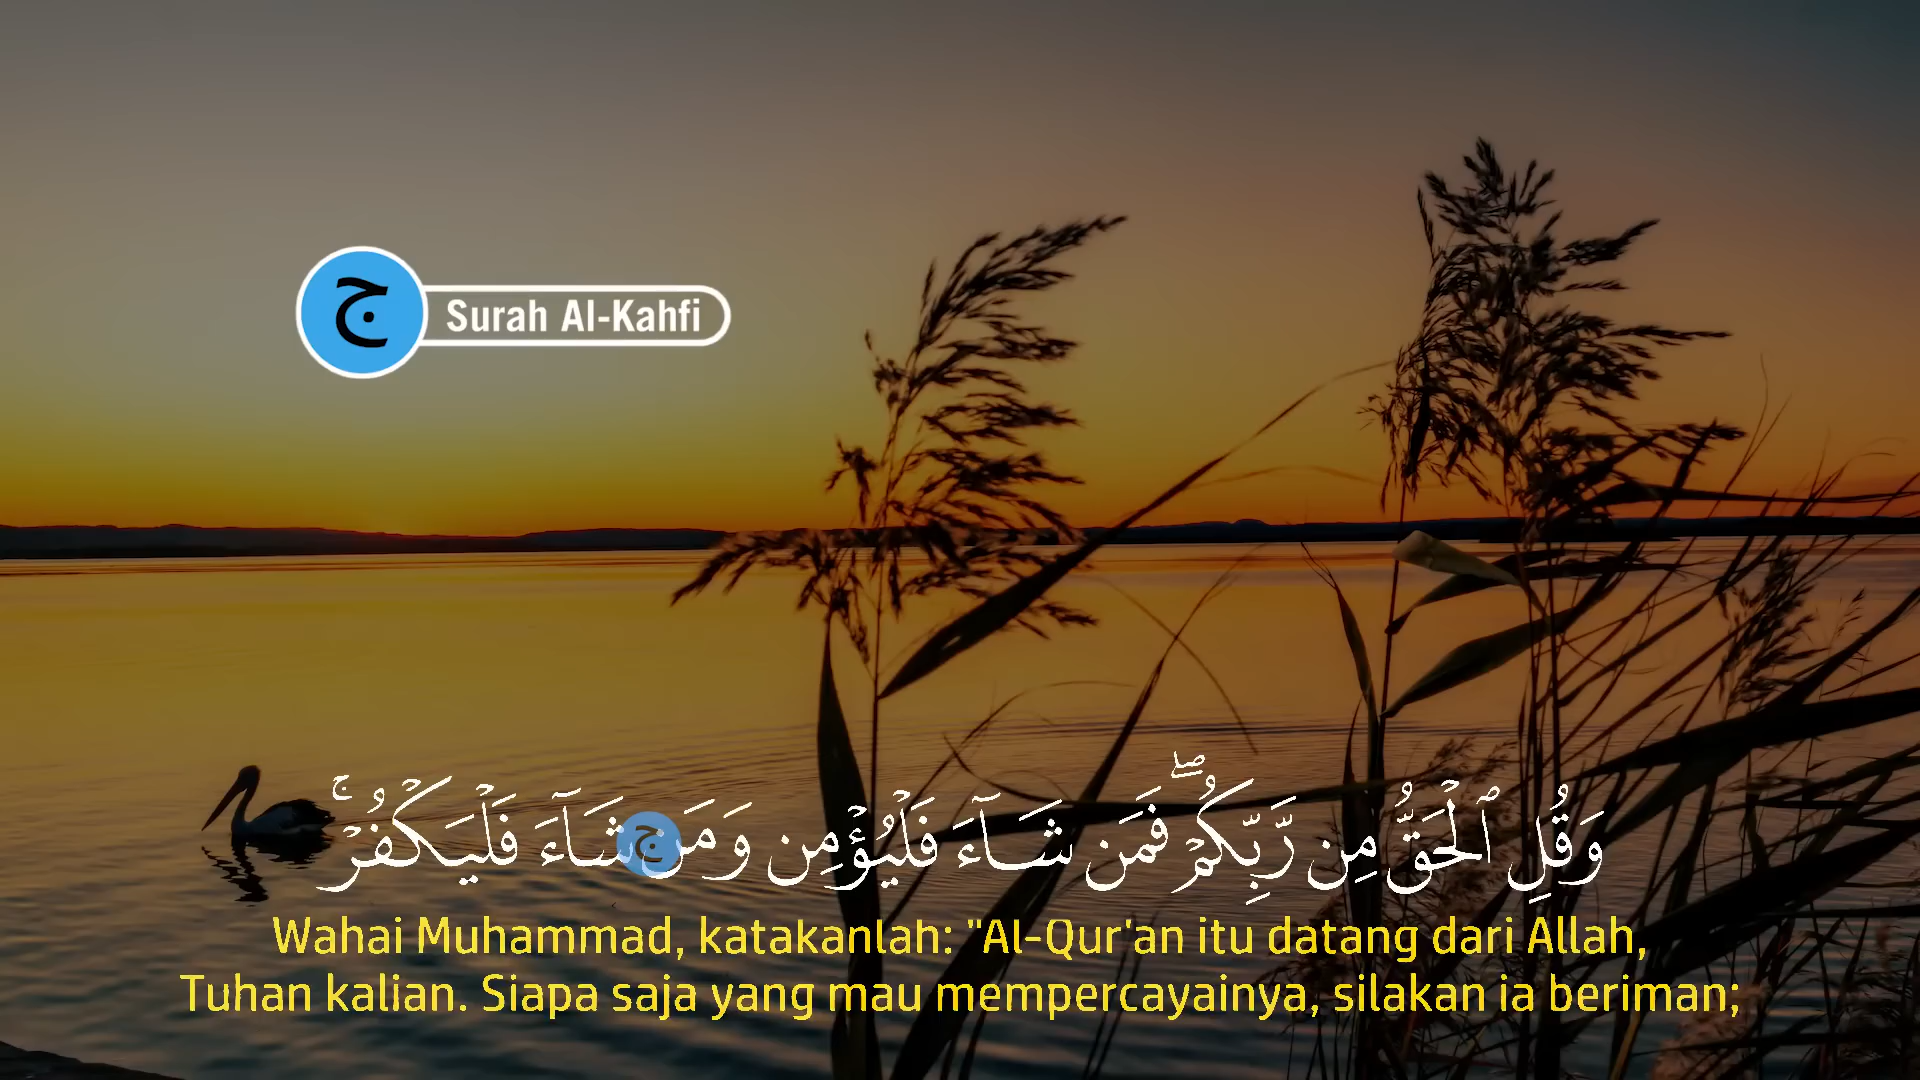 ج
Surah Al-Kahfi
وَقُلِ ٱلْحَقُّ مِن رَّبِّكُمْ ۖ فَمَن شَآءَ فَلْيُؤْمِن وَمَن شَآءَ فَلْيَكْفُرْ ۚ
ج
Wahai Muhammad, katakanlah: "Al-Qur'an itu datang dari Allah,
Tuhan kalian. Siapa saja yang mau mempercayainya, silakan ia beriman;